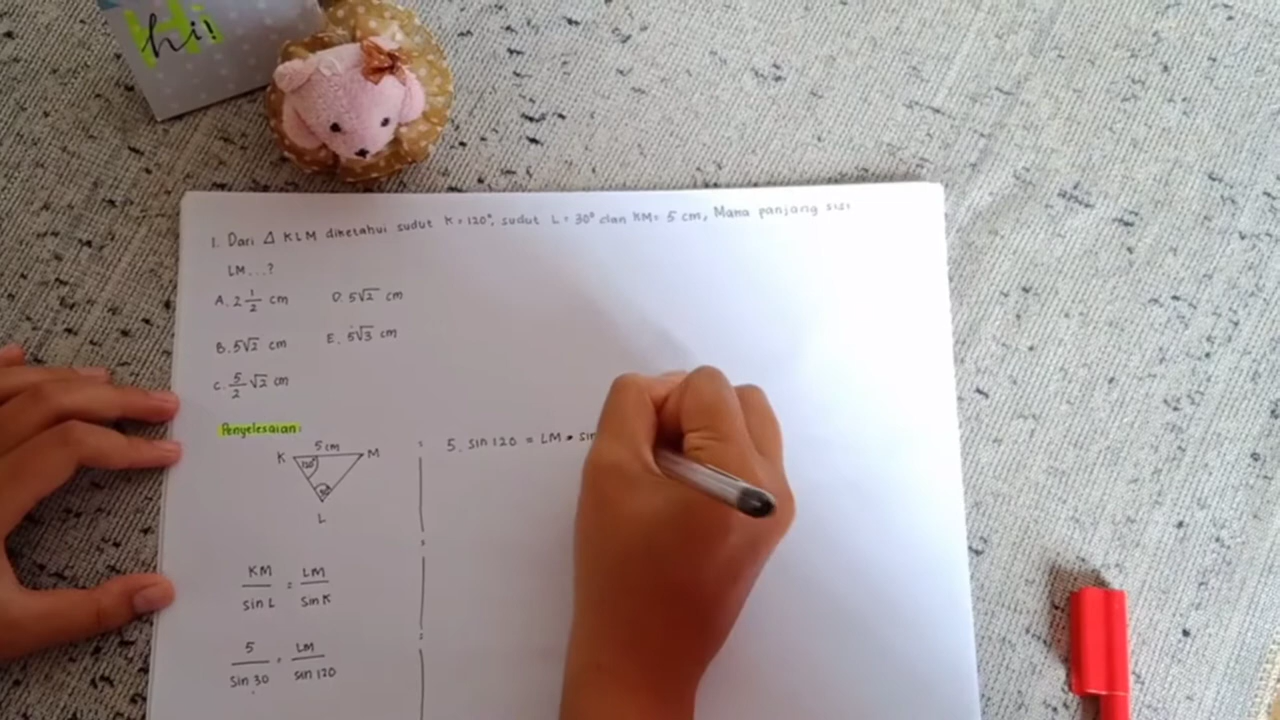 hi!
1. Dari Δ KLM diketahui sudut K = 120°, sudut L = 30° dan KM = 5 cm, Maka panjang sisi
LM...?
A. 2 1/2 cm
D. 5√2 cm
B. 5√2 cm
E. 5√3 cm
C. 5/2 √2 cm
Penyelesaian:
5 cm
K
120°
M
30°
L
KM/sin L = LM/sin K
5/sin 30 = LM/sin 120
5. sin 120 = LM • sin